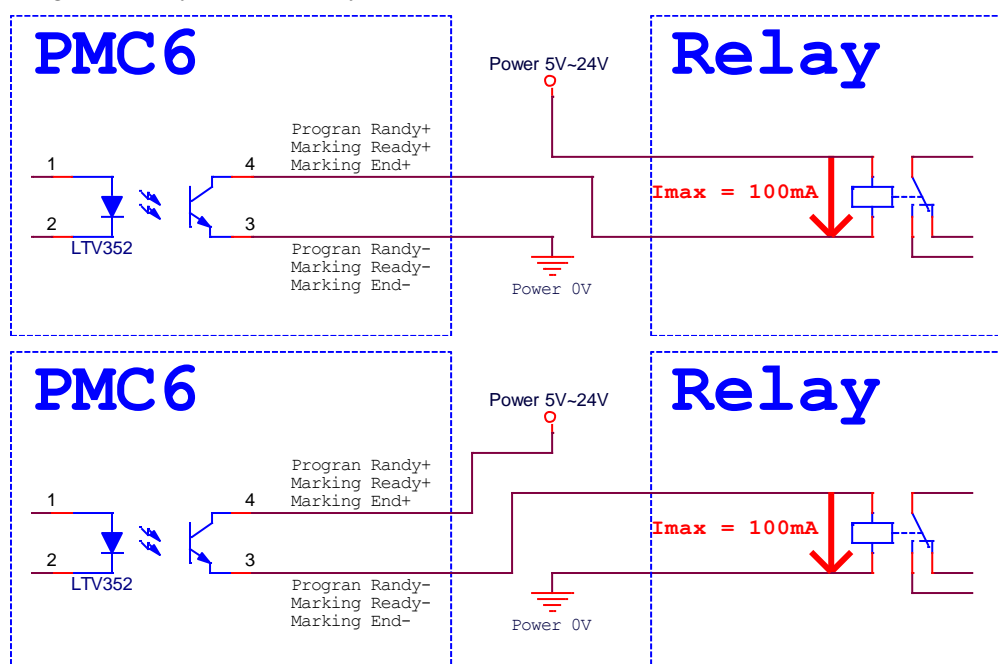 PMC6
Relay
Power 5V~24V
Progran Randy+
Marking Ready+
Marking End+
1
4
Imax = 100mA
2
3
LTV352
Progran Randy-
Marking Ready-
Marking End-
Power 0V
PMC6
Relay
Power 5V~24V
Progran Randy+
Marking Ready+
Marking End+
1
4
Imax = 100mA
2
3
LTV352
Progran Randy-
Marking Ready-
Marking End-
Power 0V